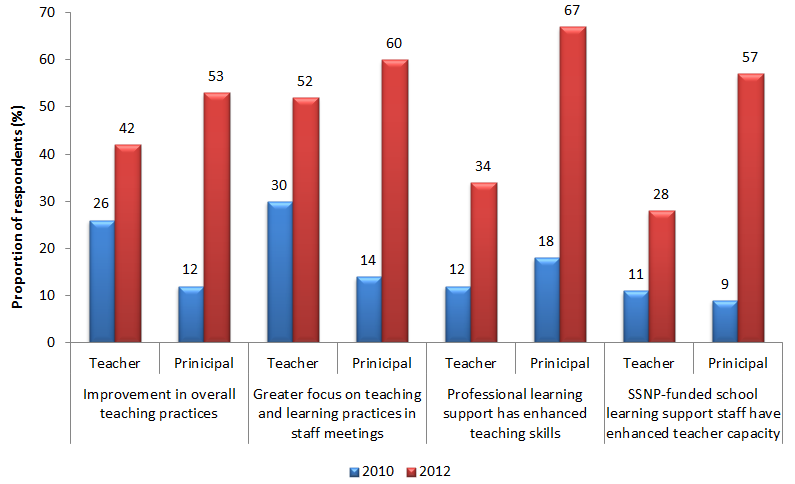 Proportion of respondents (%)
70
60
50
40
30
20
10
0
26
42
12
53
30
52
14
60
12
34
18
67
11
28
9
57
Teacher
Prinicipal
Teacher
Prinicipal
Teacher
Prinicipal
Teacher
Prinicipal
Improvement in overall
teaching practices
Greater focus on teaching
and learning practices in
staff meetings
Professional learning
support has enhanced
teaching skills
SSNP-funded school
learning support staff have
enhanced teacher capacity
2010
2012